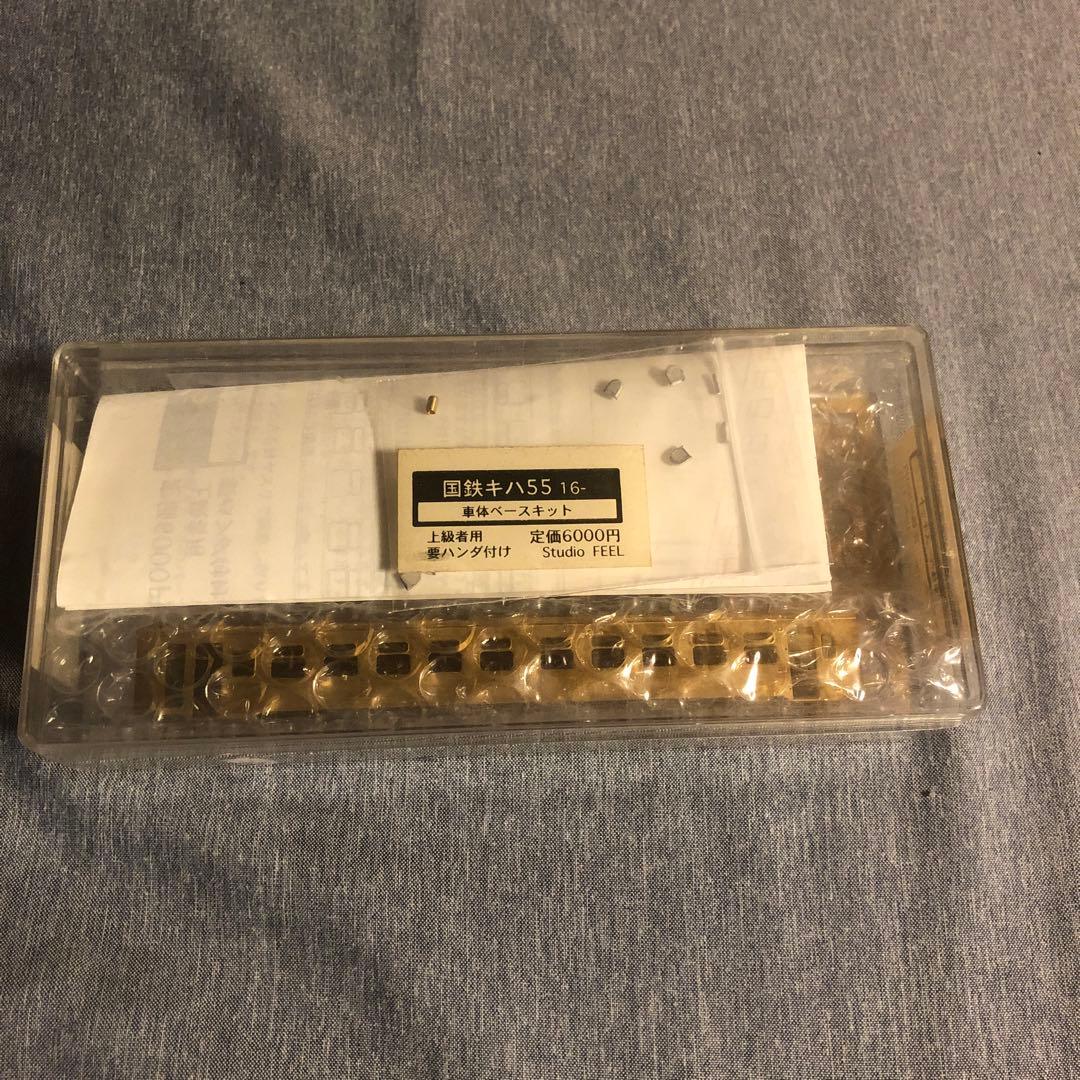 国鉄キハ55 16-
車体ベースキット
上級者用 定価6000円
要ハンダ付け Studio FEEL